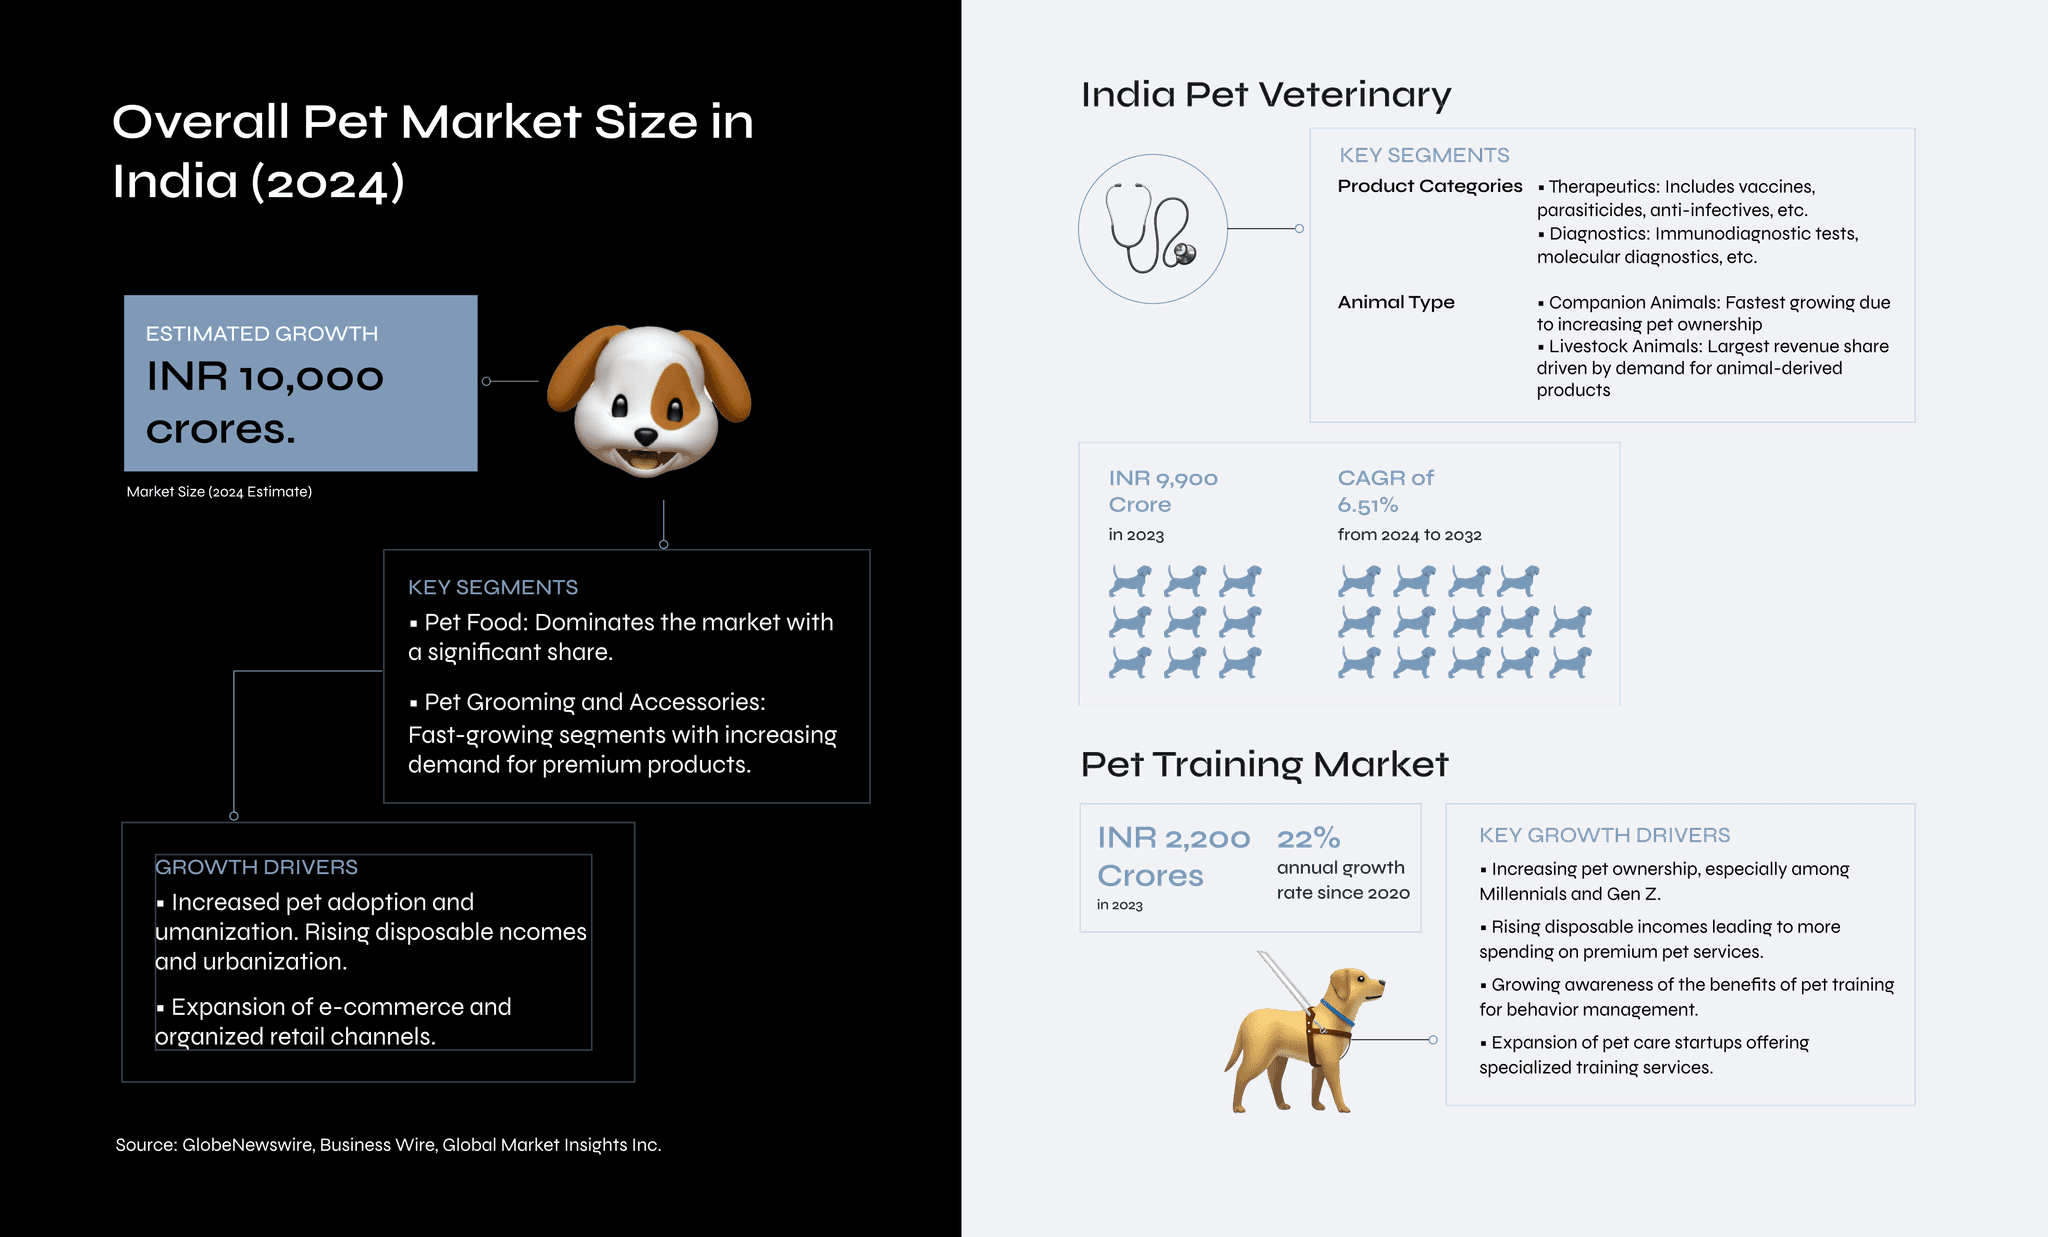 Overall Pet Market Size in
India (2024)
ESTIMATED GROWTH
INR 10,000
crores.
Market Size (2024 Estimate)
KEY SEGMENTS
▪ Pet Food: Dominates the market with
a significant share.
▪ Pet Grooming and Accessories:
Fast-growing segments with increasing
demand for premium products.
GROWTH DRIVERS
▪ Increased pet adoption and
umanization. Rising disposable ncomes
and urbanization.
▪ Expansion of e-commerce and
organized retail channels.
Source: GlobeNewswire, Business Wire, Global Market Insights Inc.
India Pet Veterinary
KEY SEGMENTS
Product Categories
▪ Therapeutics: Includes vaccines,
parasiticides, anti-infectives, etc.
▪ Diagnostics: Immunodiagnostic tests,
molecular diagnostics, etc.
Animal Type
▪ Companion Animals: Fastest growing due
to increasing pet ownership
▪ Livestock Animals: Largest revenue share
driven by demand for animal-derived
products
INR 9,900
Crore
in 2023
CAGR of
6.51%
from 2024 to 2032
Pet Training Market
INR 2,200
Crores
in 2023
22%
annual growth
rate since 2020
KEY GROWTH DRIVERS
▪ Increasing pet ownership, especially among
Millennials and Gen Z.
▪ Rising disposable incomes leading to more
spending on premium pet services.
▪ Growing awareness of the benefits of pet training
for behavior management.
▪ Expansion of pet care startups offering
specialized training services.